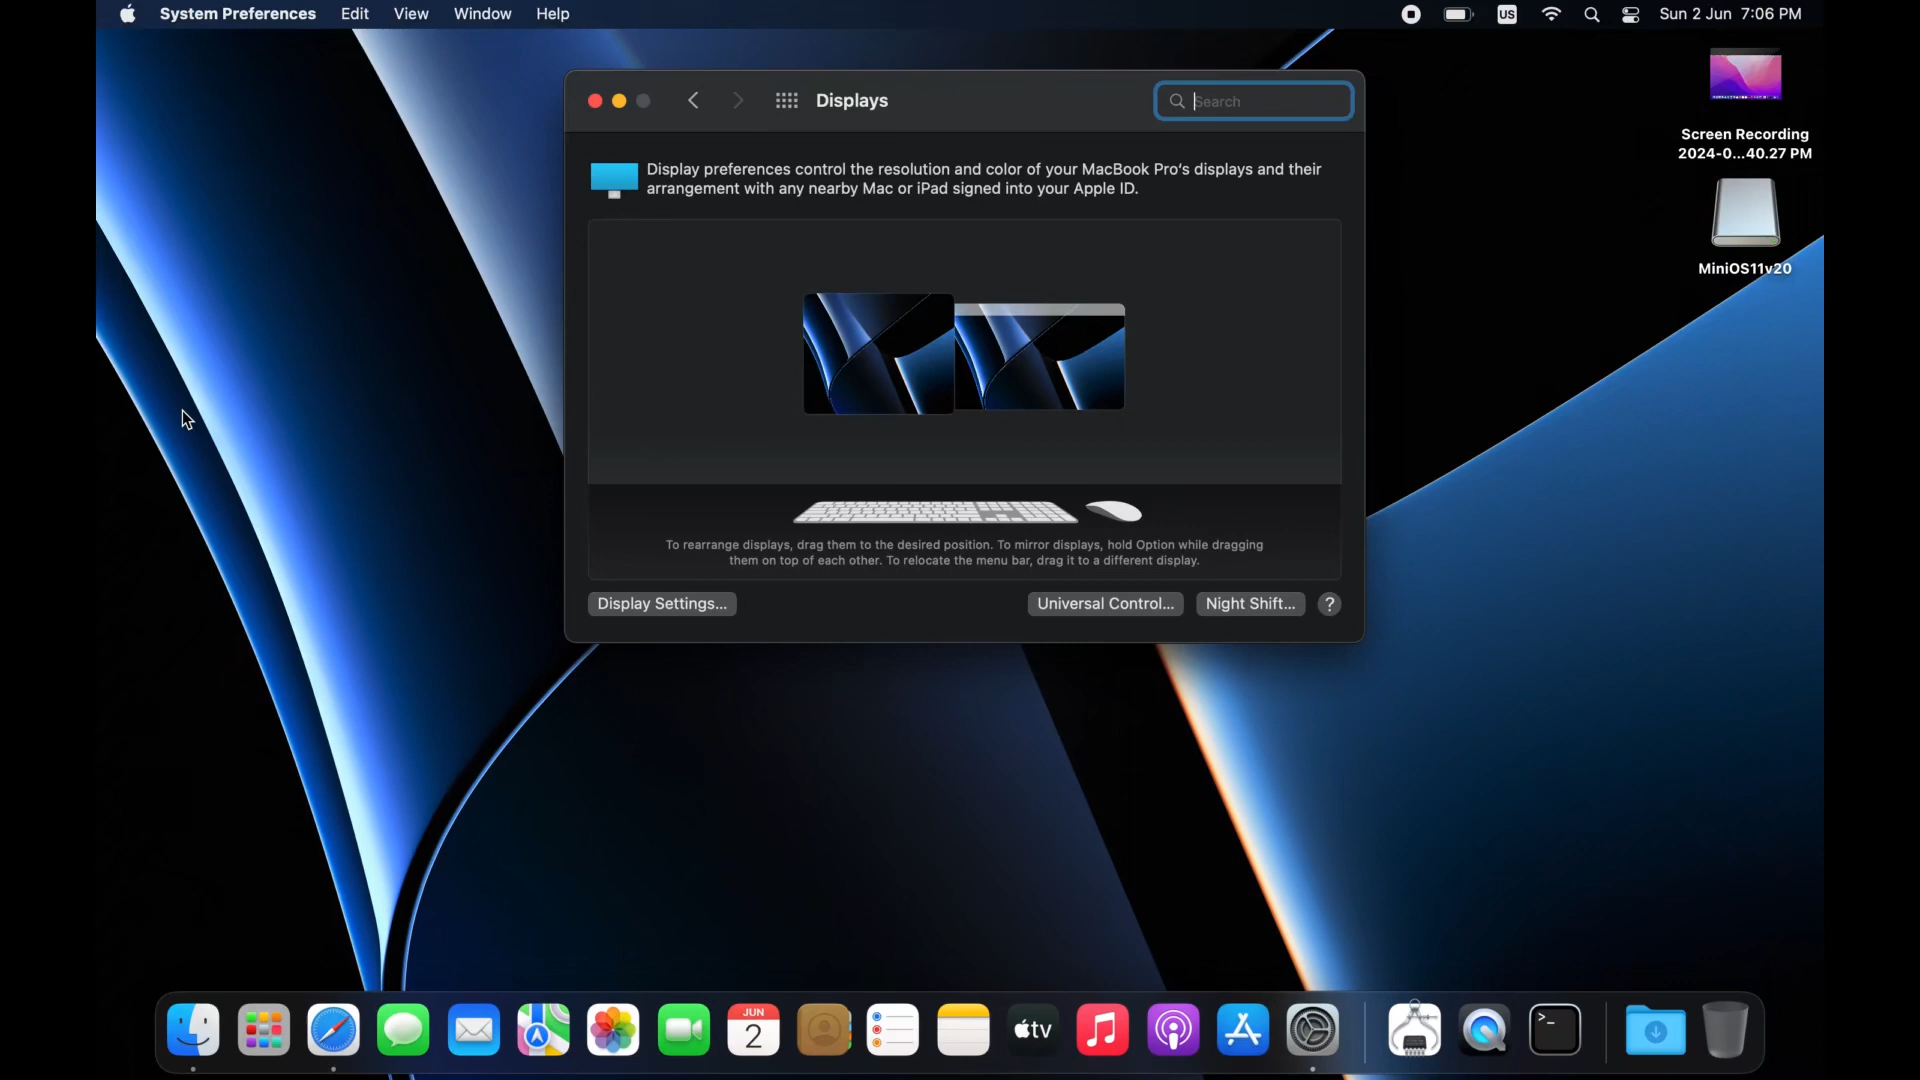 System Preferences Edit View Window Help
US Sun 2 Jun 7:06 PM
Displays
Search
Screen Recording
2024-0...40.27 PM
MiniOS11v20
Display preferences control the resolution and color of your MacBook Pro's displays and their
arrangement with any nearby Mac or iPad signed into your Apple ID.
To rearrange displays, drag them to the desired position. To mirror displays, hold Option while dragging
them on top of each other. To relocate the menu bar, drag it to a different display.
Display Settings... Universal Control... Night Shift... ?
JUN
2
tv
>_